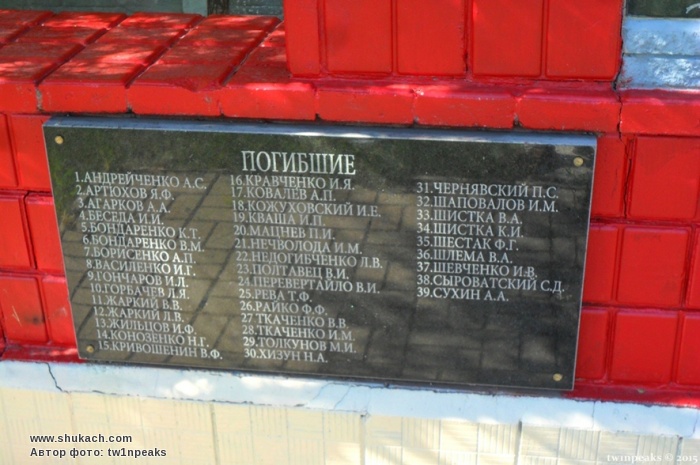 ПОГИБШИЕ
1.АНДРЕЙЧЕНКО А.С.
2.АРТЮХОВ Я.Ф.
3.АГАРКОВ А.А.
4.БЕСЕДА И.И.
5.БОНДАРЕНКО К.Т.
6.БОНДАРЕНКО В.М.
7.БОРИСЕНКО А.П.
8.ВАСИЛЕНКО И.Г.
9.ГОНЧАРОВ И.Л.
10.ГОРБАЛЕВ Л.Я.
11.ЖАРКИЙ В.В.
12.ЖАРКИЙ Л.В.
13.ЖИЛЬЦОВ И.Ф.
14.КОНОЗЕНКО Н.Г.
15.КРИВОШЕНИН В.Ф.
16.КРАВЧЕНКО И.Я.
17.КОВАЛЕВ А.П.
18.КОЖУХОВСКИЙ И.Е.
19.КВАША И.П.
20.МАЦНЕВ П.И.
21.НЕЧВОЛОДА И.М.
22.НЕДОГИБЧЕНКО Л.В.
23.ПОЛТАВЕЦ В.И.
24.ПЕРЕВЕРТАЙЛО В.И.
25.РЕВА Т.Ф.
26.РАЙКО Ф.Ф.
27.ТКАЧЕНКО В.В.
28.ТКАЧЕНКО И.М.
29.ТОЛКУНОВ М.И.
30.ХИЗУН Н.А.
31.ЧЕРНЯВСКИЙ П.С.
32.ШАПОВАЛОВ И.М.
33.ШИСТКА В.А.
34.ШИСТКА К.И.
35.ШЕСТАК Ф.Г.
36.ШЛЕМА В.А.
37.ШЕВЧЕНКО И.В.
38.СЫРОВАТСКИЙ С.Д.
39.СУХИН А.А.
www.shukach.com
Автор фото: tw1npeaks
tw1npeaks © 2015